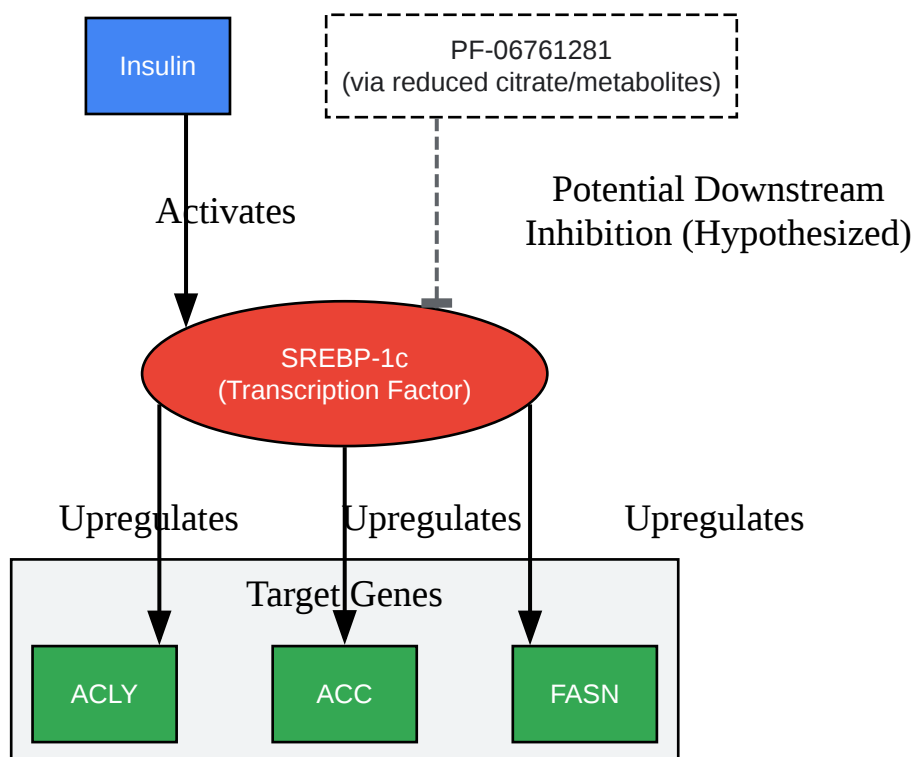 Insulin
PF-06761281
(via reduced citrate/metabolites)
Activates
Potential Downstream
Inhibition (Hypothesized)
SREBP-1c
(Transcription Factor)
Upregulates
Upregulates
Upregulates
Target Genes
ACLY
ACC
FASN